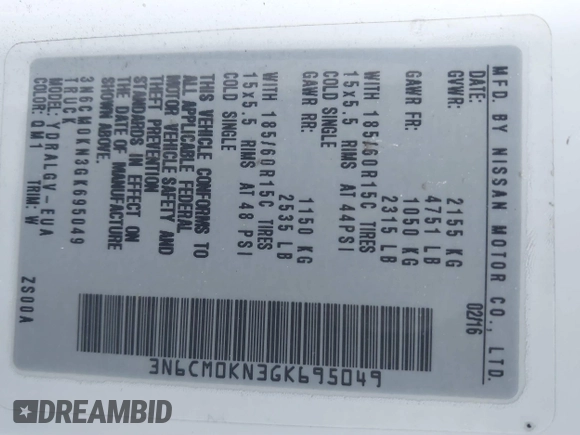 MFD. BY NISSAN MOTOR CO., LTD.
DATE: 02/16
GVWR: 2155 KG
4751 LB
GAWR FR: 1050 KG
2315 LB
WITH 185/60R15C TIRES
15x5.5 RIMS AT 44PSI
COLD SINGLE
GAWR RR: 1150 KG
2535 LB
WITH 185/60R15C TIRES
15x5.5 RIMS AT 48 PSI
COLD SINGLE
THIS VEHICLE CONFORMS TO
ALL APPLICABLE FEDERAL
MOTOR VEHICLE SAFETY AND
THEFT PREVENTION
STANDARDS IN EFFECT ON
THE DATE OF MANUFACTURE
SHOWN ABOVE.
3N6CM0KN3GK695049
TRUCK
MODEL: YDRALGV-EUA
COLOR: QM1 TRIM: W ZS00A
3N6CM0KN3GK695049
DREAMBID